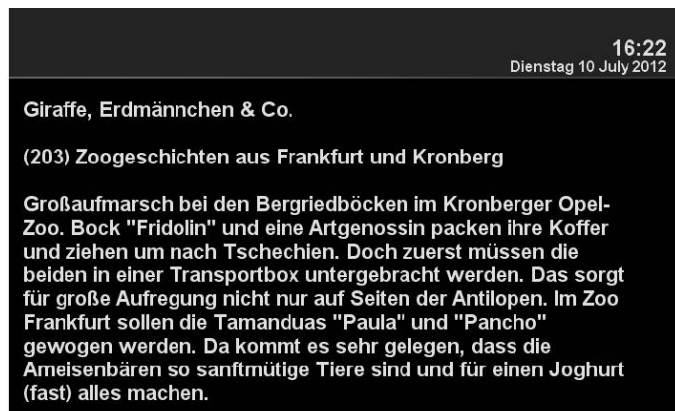 16:22
Dienstag 10 July 2012
Giraffe, Erdmännchen & Co.
(203) Zoogeschichten aus Frankfurt und Kronberg
Großaufmarsch bei den Bergriedböcken im Kronberger Opel-
Zoo. Bock "Fridolin" und eine Artgenossin packen ihre Koffer
und ziehen um nach Tschechien. Doch zuerst müssen die
beiden in einer Transportbox untergebracht werden. Das sorgt
für große Aufregung nicht nur auf Seiten der Antilopen. Im Zoo
Frankfurt sollen die Tamanduas "Paula" und "Pancho"
gewogen werden. Da kommt es sehr gelegen, dass die
Ameisenbären so sanftmütige Tiere sind und für einen Joghurt
(fast) alles machen.